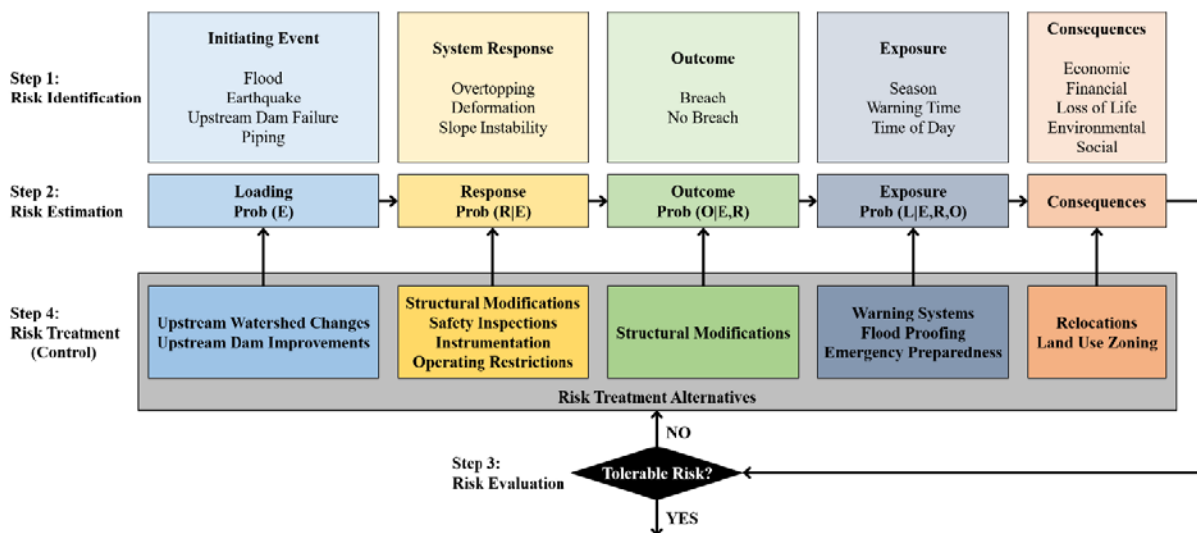 Step 1:
Risk Identification
Initiating Event
Flood
Earthquake
Upstream Dam Failure
Piping
System Response
Overtopping
Deformation
Slope Instability
Outcome
Breach
No Breach
Exposure
Season
Warning Time
Time of Day
Consequences
Economic
Financial
Loss of Life
Environmental
Social
Step 2:
Risk Estimation
Loading
Prob (E)
Response
Prob (R|E)
Outcome
Prob (O|E,R)
Exposure
Prob (L|E,R,O)
Consequences
Step 4:
Risk Treatment
(Control)
Upstream Watershed Changes
Upstream Dam Improvements
Structural Modifications
Safety Inspections
Instrumentation
Operating Restrictions
Structural Modifications
Warning Systems
Flood Proofing
Emergency Preparedness
Relocations
Land Use Zoning
Risk Treatment Alternatives
NO
Step 3:
Risk Evaluation
Tolerable Risk?
YES